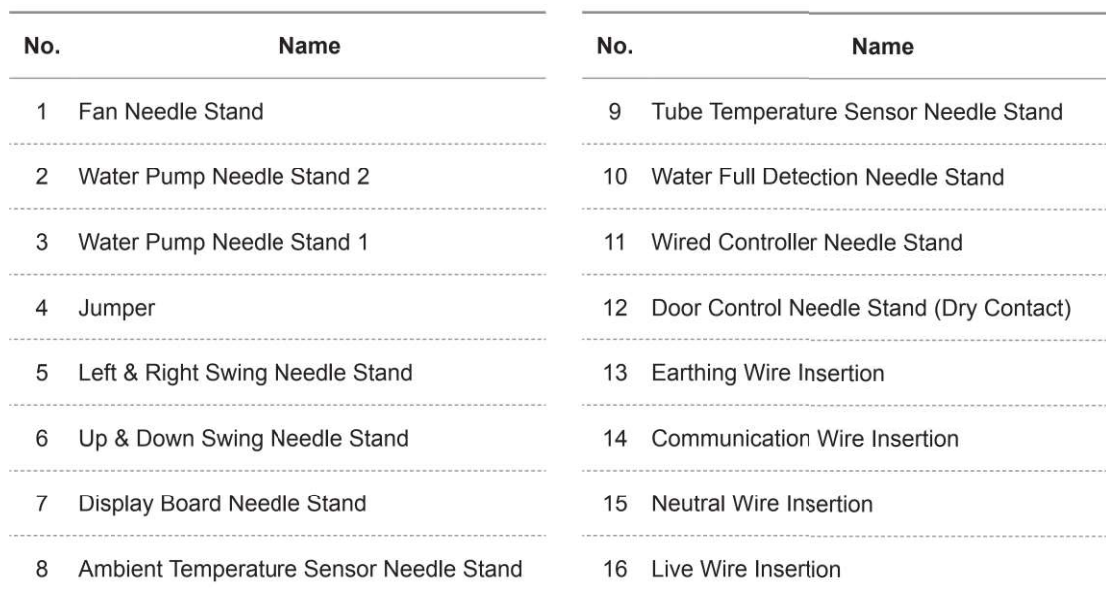 No. Name
1 Fan Needle Stand
2 Water Pump Needle Stand 2
3 Water Pump Needle Stand 1
4 Jumper
5 Left & Right Swing Needle Stand
6 Up & Down Swing Needle Stand
7 Display Board Needle Stand
8 Ambient Temperature Sensor Needle Stand
No. Name
9 Tube Temperature Sensor Needle Stand
10 Water Full Detection Needle Stand
11 Wired Controller Needle Stand
12 Door Control Needle Stand (Dry Contact)
13 Earthing Wire Insertion
14 Communication Wire Insertion
15 Neutral Wire Insertion
16 Live Wire Insertion